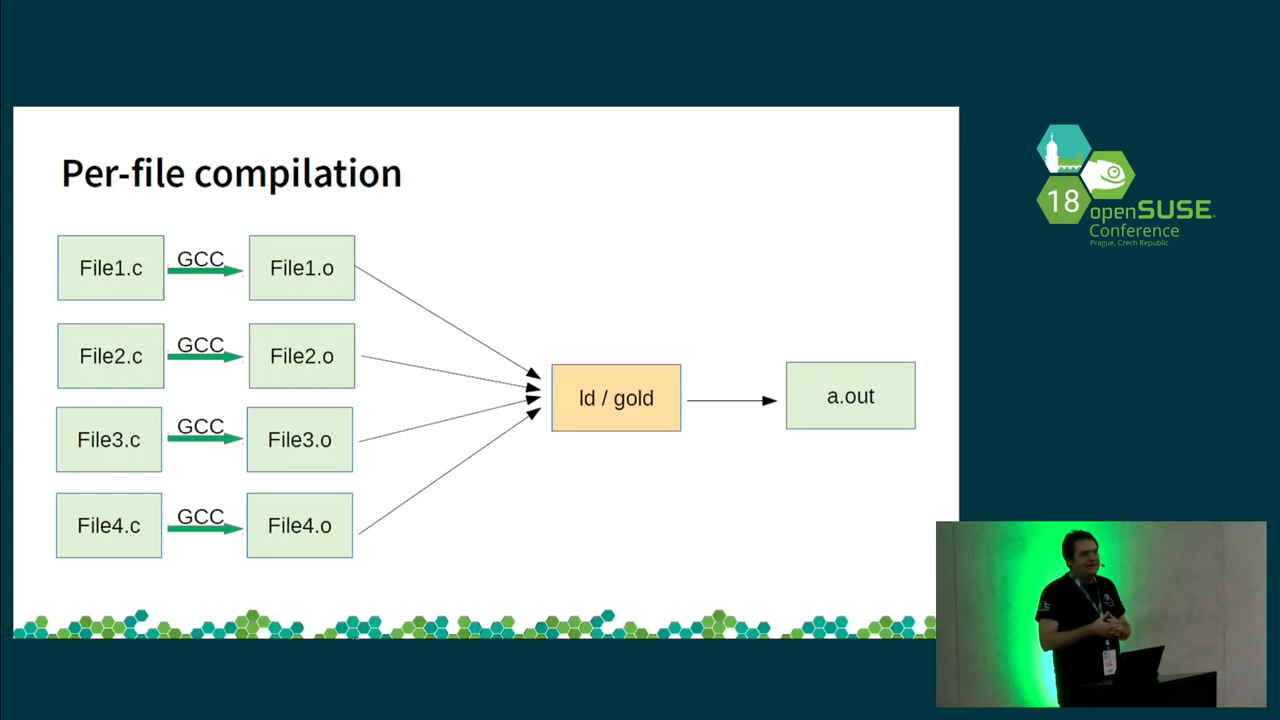 Per-file compilation
File1.c
GCC
File1.o
File2.c
GCC
File2.o
File3.c
GCC
File3.o
File4.c
GCC
File4.o
ld / gold
a.out
18
openSUSE
Conference
Prague, Czech Republic